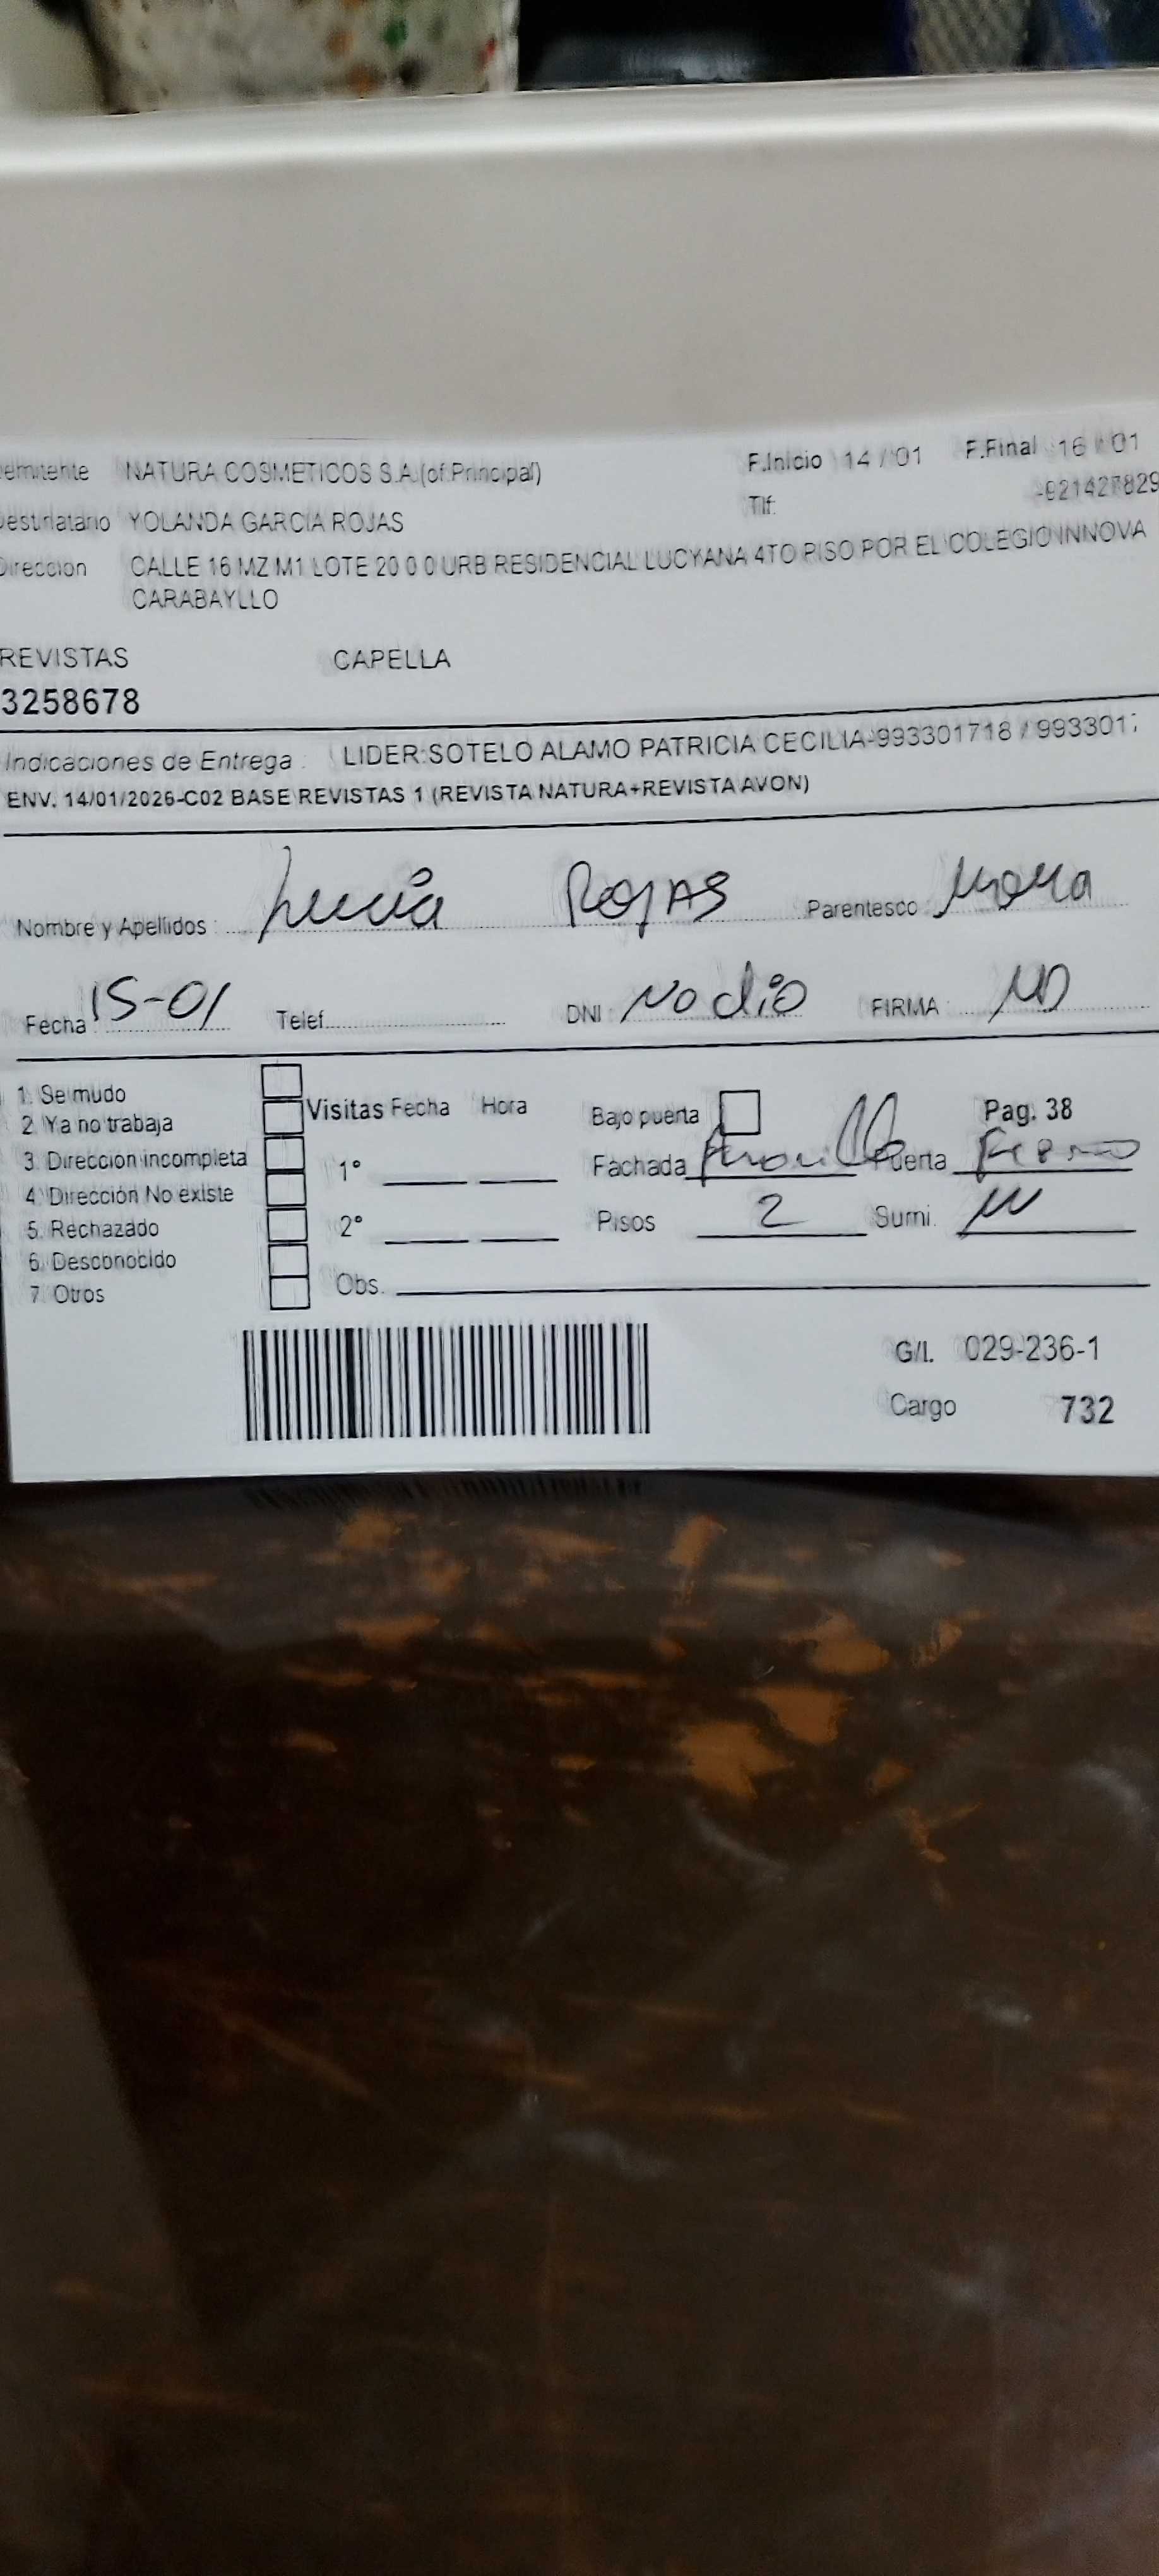 emitente NATURA COSMETICOS S.A.(of.Principal) F.Inicio 14 / 01 F.Final 16 / 01
Destinatario YOLANDA GARCIA ROJAS Tlf: -921427829
Direccion CALLE 16 MZ M1 LOTE 20 0 0 URB RESIDENCIAL LUCYANA 4TO PISO POR EL COLEGIO INNOVA
CARABAYLLO
REVISTAS CAPELLA
3258678
Indicaciones de Entrega : LIDER:SOTELO ALAMO PATRICIA CECILIA-993301718 / 993301
ENV. 14/01/2026-C02 BASE REVISTAS 1 (REVISTA NATURA+REVISTA AVON)
Nombre y Apellidos : Lucia ROJAS Parentesco
Fecha 15-01 Telef. DNI No dio FIRMA
1. Se mudo
2. Ya no trabaja Visitas Fecha Hora Bajo puerta Pag. 38
3. Direccion incompleta 1° Fachada Puerta
4. Dirección No existe
5. Rechazado 2° Pisos 2 Sumi.
6. Desconocido
7. Otros Obs.
G/I. 029-236-1
Cargo 732